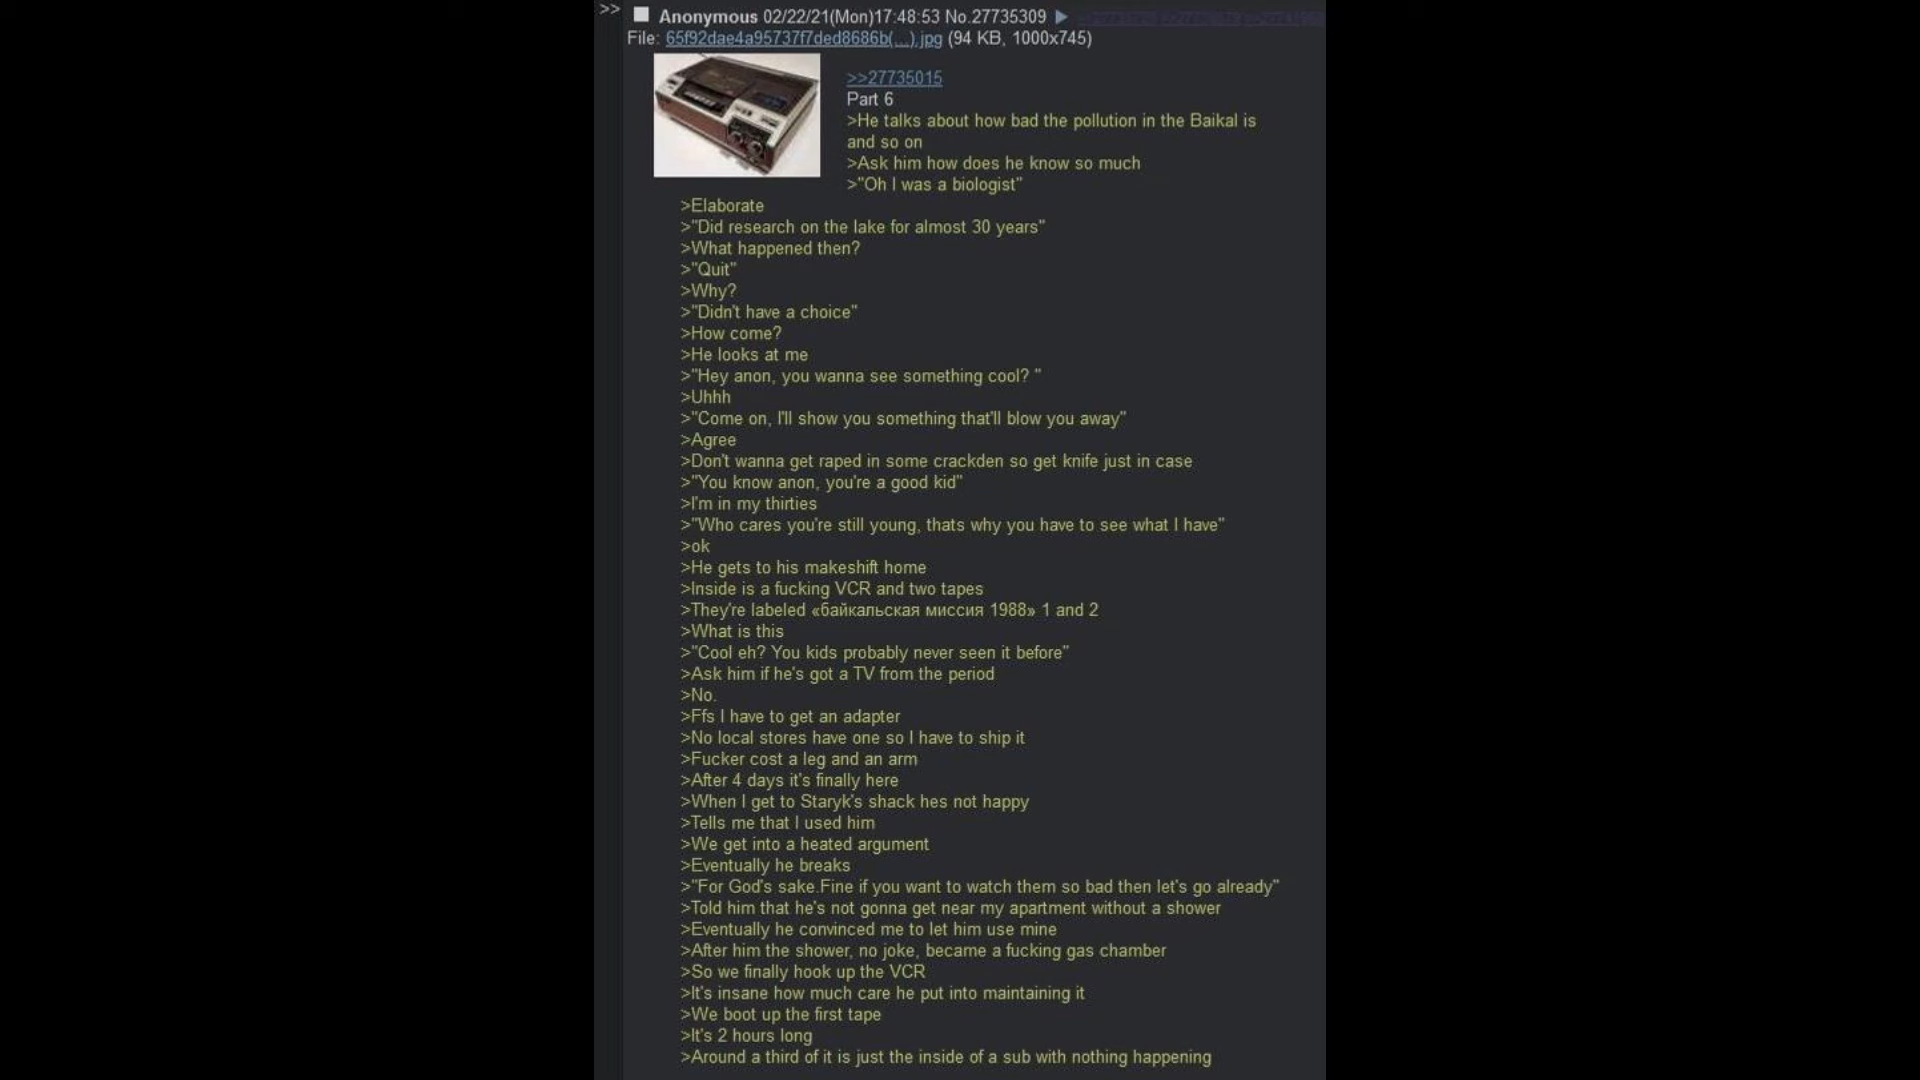 >>
Anonymous 02/22/21(Mon)17:48:53 No.27735309
File: 65f92dae4a95737f7ded8686b(...).jpg (94 KB, 1000x745)
>>27735015
Part 6
>He talks about how bad the pollution in the Baikal is
and so on
>Ask him how does he know so much
>"Oh I was a biologist"
>Elaborate
>"Did research on the lake for almost 30 years"
>What happened then?
>"Quit"
>Why?
>"Didn't have a choice"
>How come?
>He looks at me
>"Hey anon, you wanna see something cool? "
>Uhhh
>"Come on, I'll show you something that'll blow you away"
>Agree
>Don't wanna get raped in some crackden so get knife just in case
>"You know anon, you're a good kid"
>I'm in my thirties
>"Who cares you're still young, thats why you have to see what I have"
>ok
>He gets to his makeshift home
>Inside is a fucking VCR and two tapes
>They're labeled «байкальская миссия 1988» 1 and 2
>What is this
>"Cool eh? You kids probably never seen it before"
>Ask him if he's got a TV from the period
>No.
>Ffs I have to get an adapter
>No local stores have one so I have to ship it
>Fucker cost a leg and an arm
>After 4 days it's finally here
>When I get to Staryk's shack hes not happy
>Tells me that I used him
>We get into a heated argument
>Eventually he breaks
>"For God's sake.Fine if you want to watch them so bad then let's go already"
>Told him that he's not gonna get near my apartment without a shower
>Eventually he convinced me to let him use mine
>After him the shower, no joke, became a fucking gas chamber
>So we finally hook up the VCR
>It's insane how much care he put into maintaining it
>We boot up the first tape
>It's 2 hours long
>Around a third of it is just the inside of a sub with nothing happening